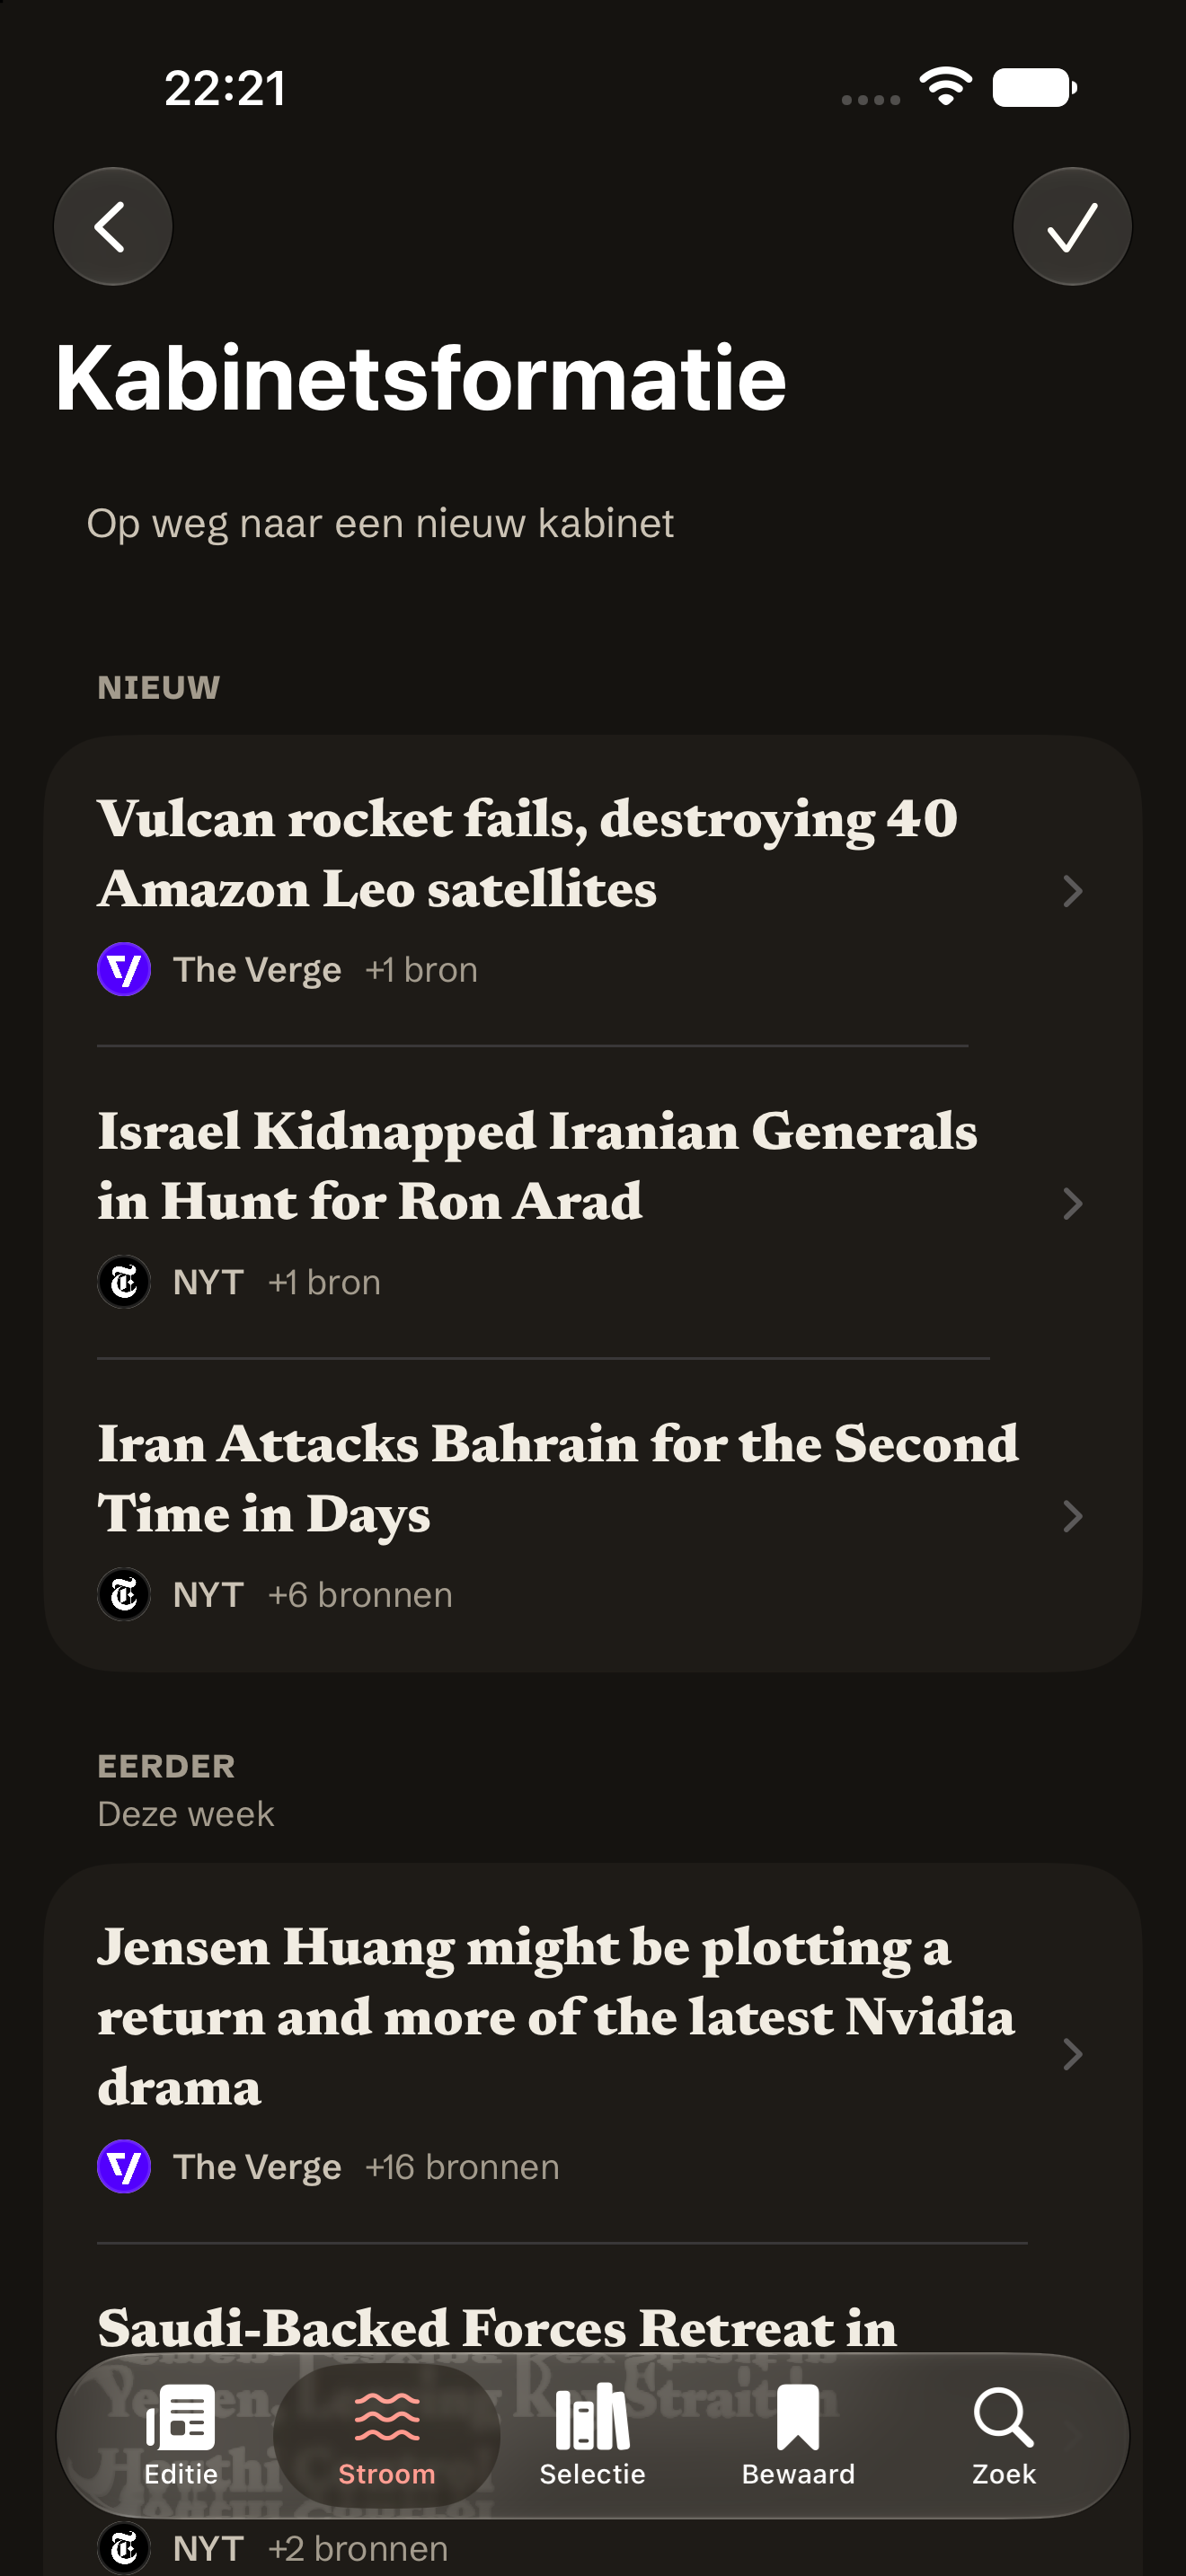 22:21
Kabinetsformatie
Op weg naar een nieuw kabinet
NIEUW
Vulcan rocket fails, destroying 40
Amazon Leo satellites
The Verge +1 bron
Israel Kidnapped Iranian Generals
in Hunt for Ron Arad
NYT +1 bron
Iran Attacks Bahrain for the Second
Time in Days
NYT +6 bronnen
EERDER
Deze week
Jensen Huang might be plotting a
return and more of the latest Nvidia
drama
The Verge +16 bronnen
Saudi-Backed Forces Retreat in
Editie Stroom Selectie Bewaard Zoek
NYT +2 bronnen